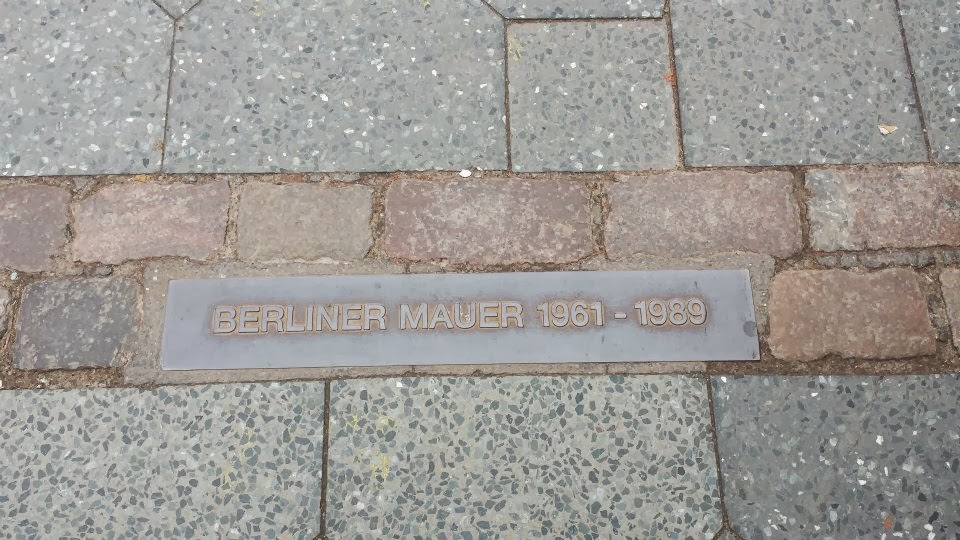 BERLINER MAUER 1961 - 1989